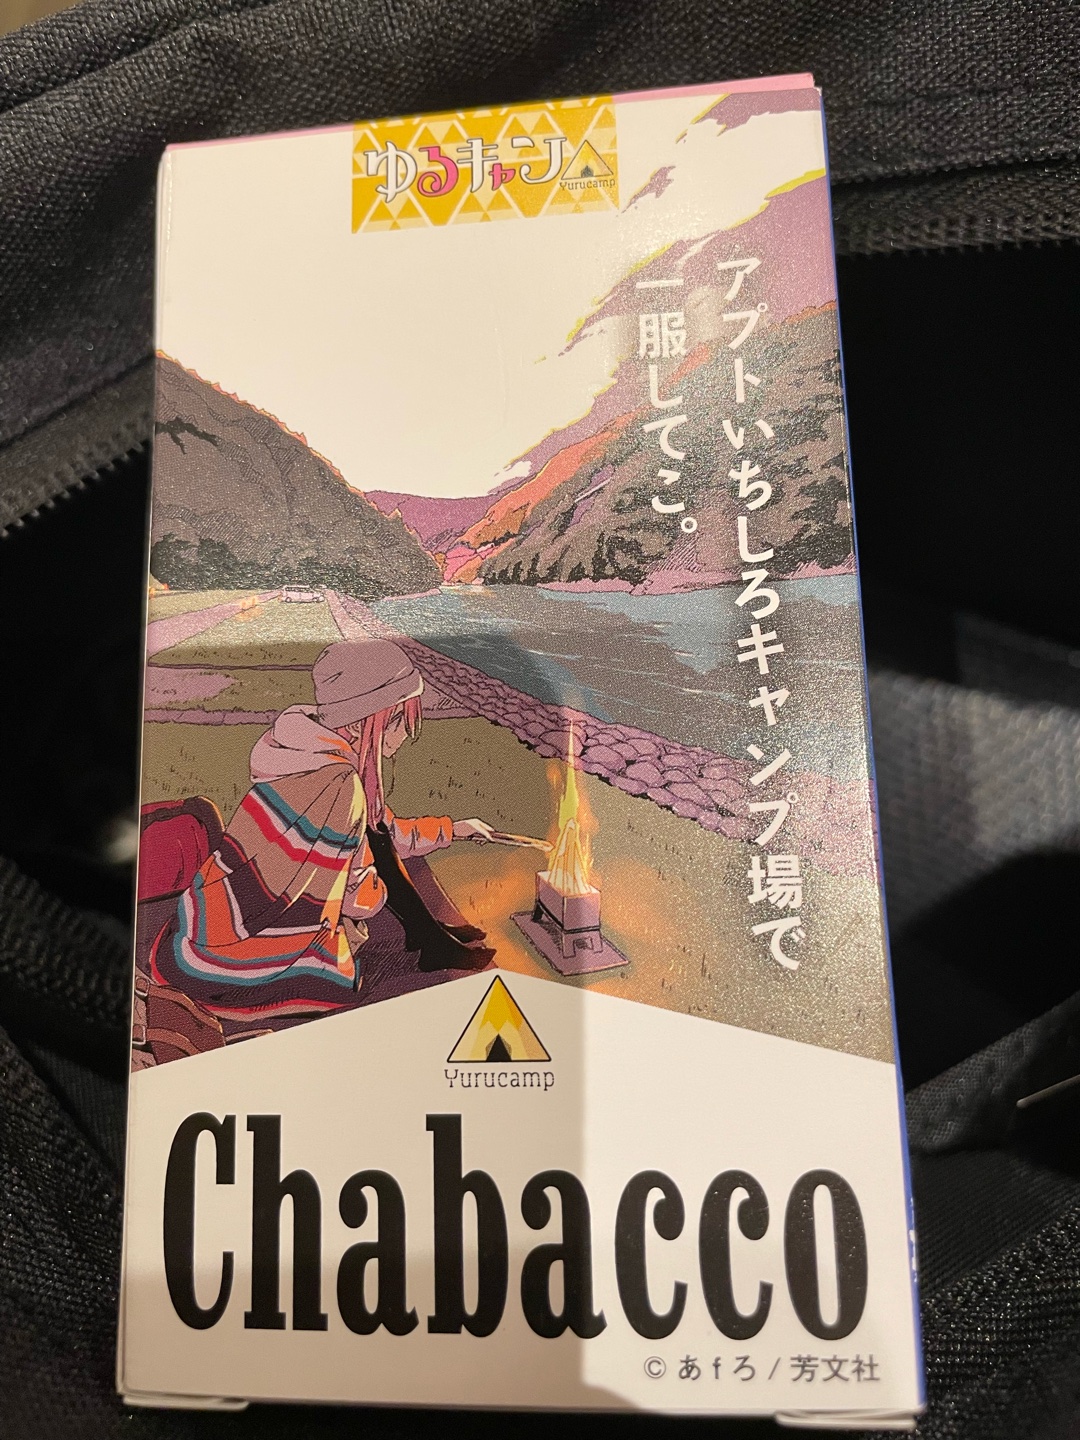 ゆるキャン
Yurucamp
アプトいちしろキャンプ場で
一服してこ。
Yurucamp
Chabacco
© あfろ / 芳文社